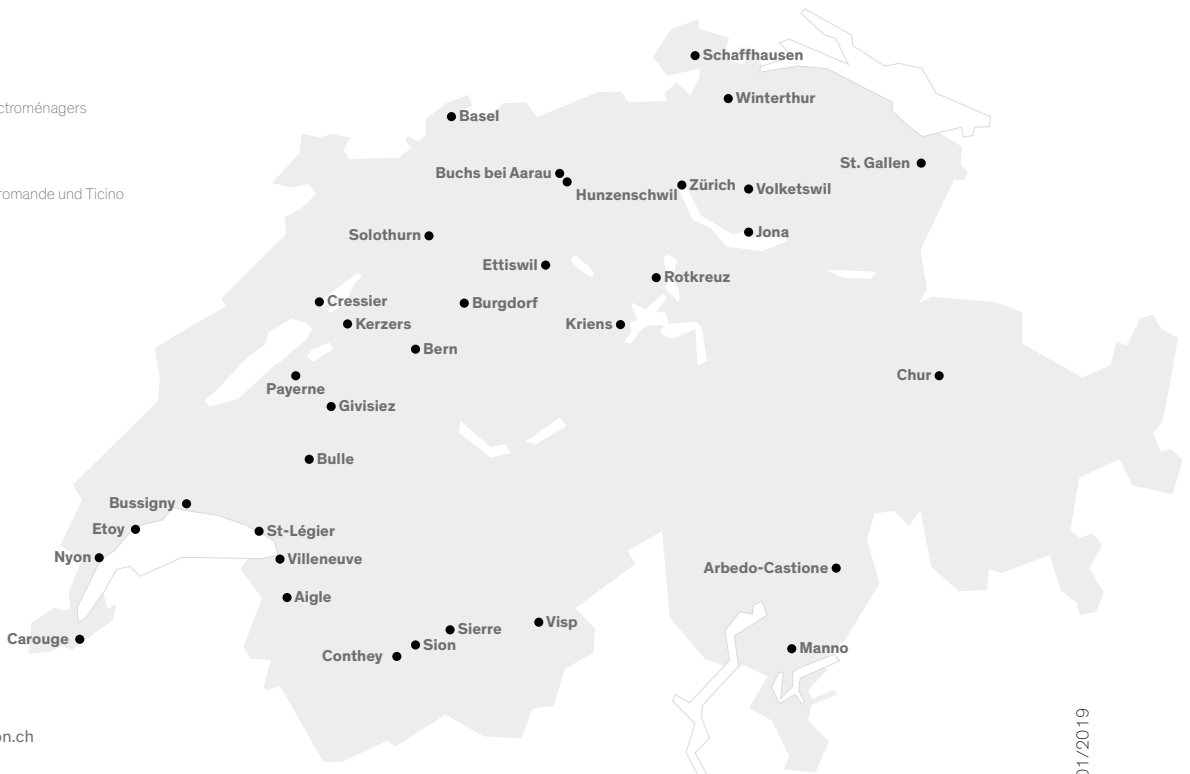 Schaffhausen
Winterthur
ctroménagers
Basel
St. Gallen
Buchs bei Aarau
Hunzenschwil
Zürich
Volketswil
romande und Ticino
Jona
Solothurn
Ettiswil
Rotkreuz
Cressier
Burgdorf
Kerzers
Kriens
Bern
Payerne
Chur
Givisiez
Bulle
Bussigny
Etoy
St-Légier
Nyon
Villeneuve
Arbedo-Castione
Aigle
Visp
Sierre
Carouge
Sion
Conthey
Manno
on.ch
01/2019